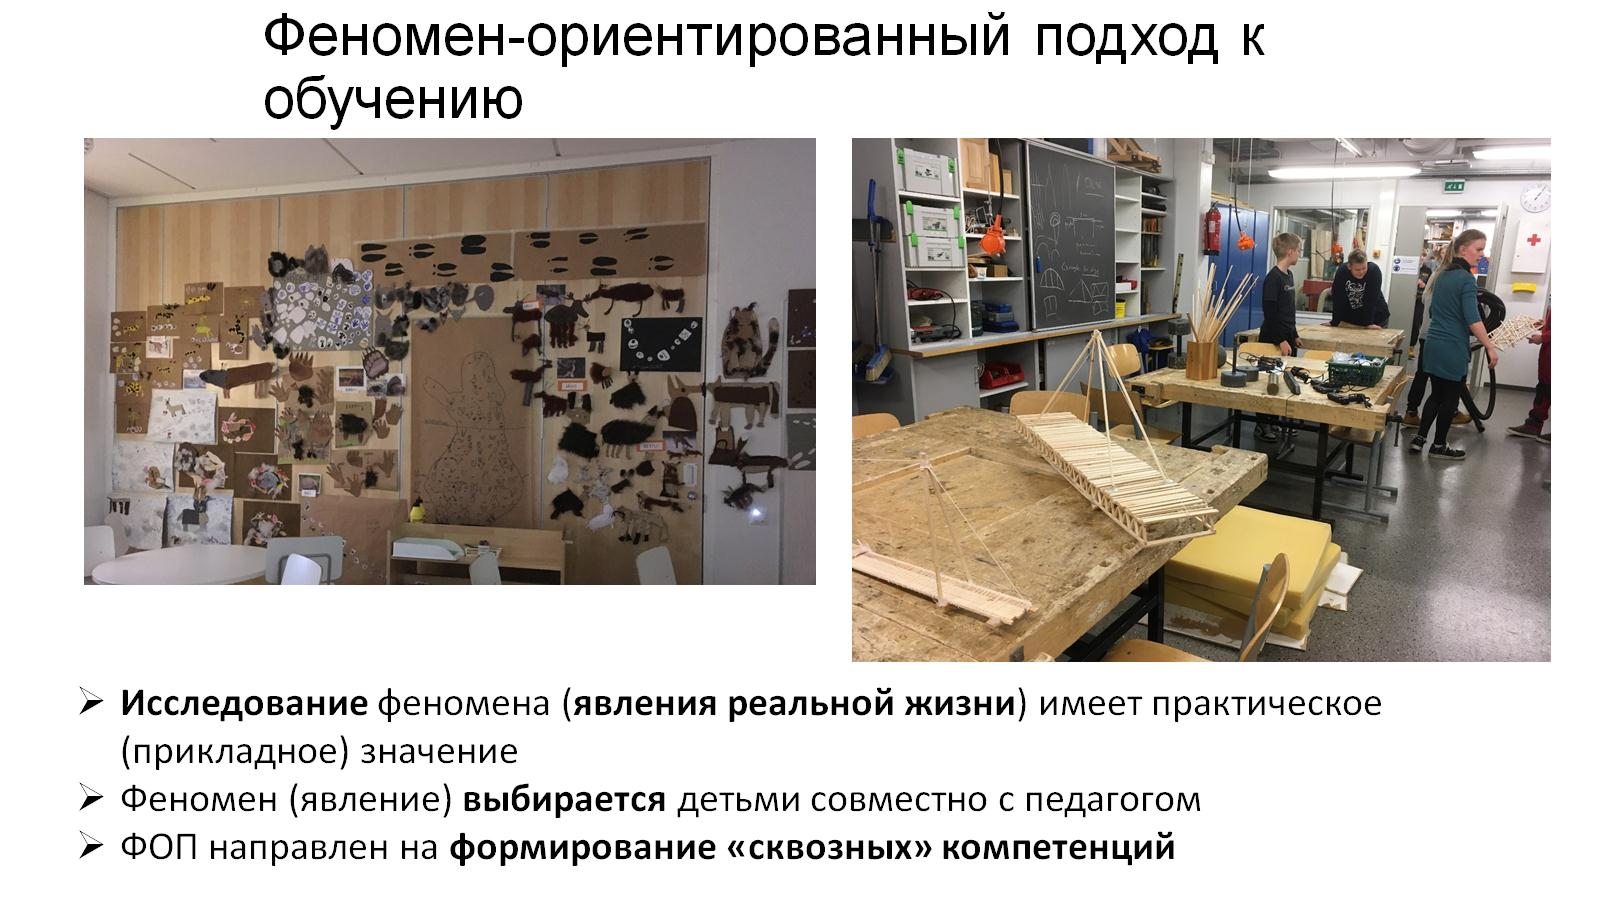 Феномен-ориентированный подход к
обучению
➢ Исследование феномена (явления реальной жизни) имеет практическое
(прикладное) значение
➢ Феномен (явление) выбирается детьми совместно с педагогом
➢ ФОП направлен на формирование «сквозных» компетенций